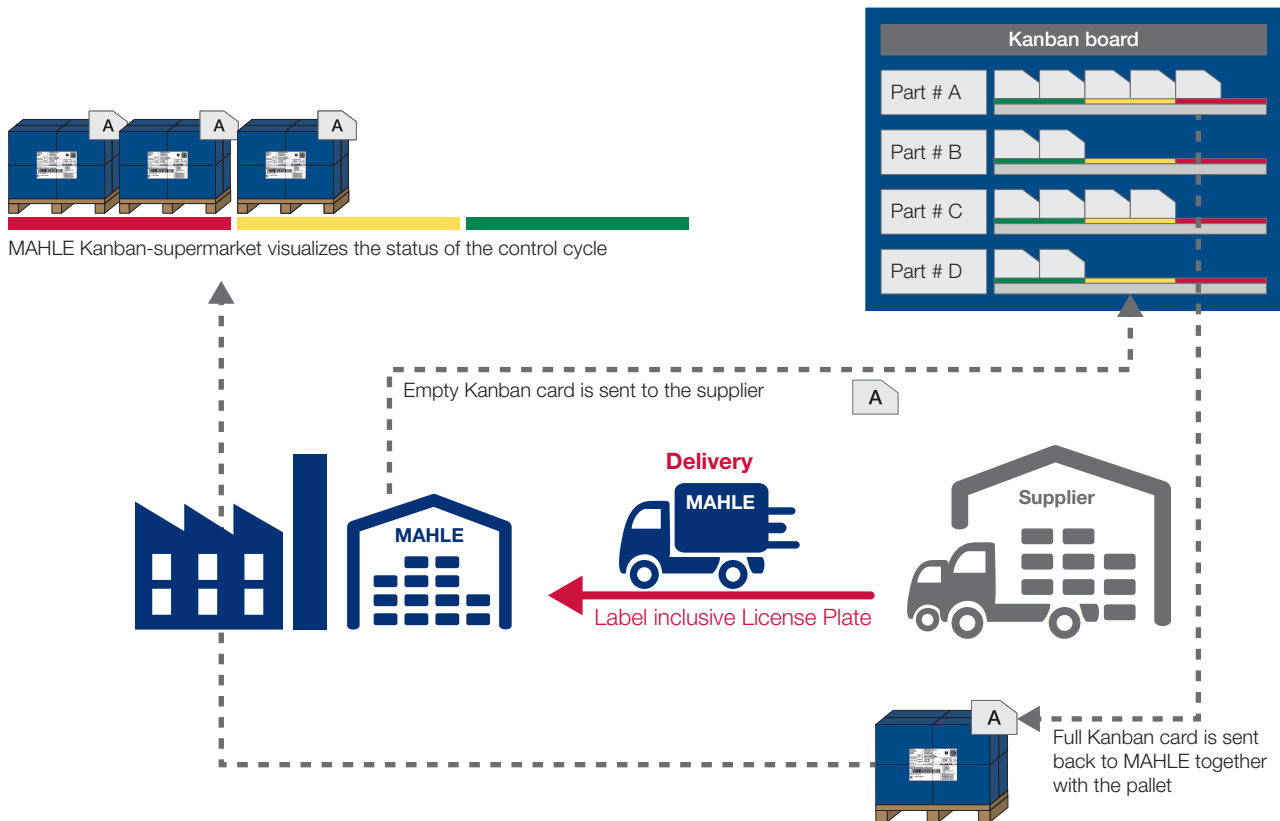 Kanban board
Part # A
Part # B
Part # C
Part # D
A
A
A
MAHLE Kanban-supermarket visualizes the status of the control cycle
Empty Kanban card is sent to the supplier
A
Delivery
MAHLE
Supplier
MAHLE
Label inclusive License Plate
A
Full Kanban card is sent
back to MAHLE together
with the pallet